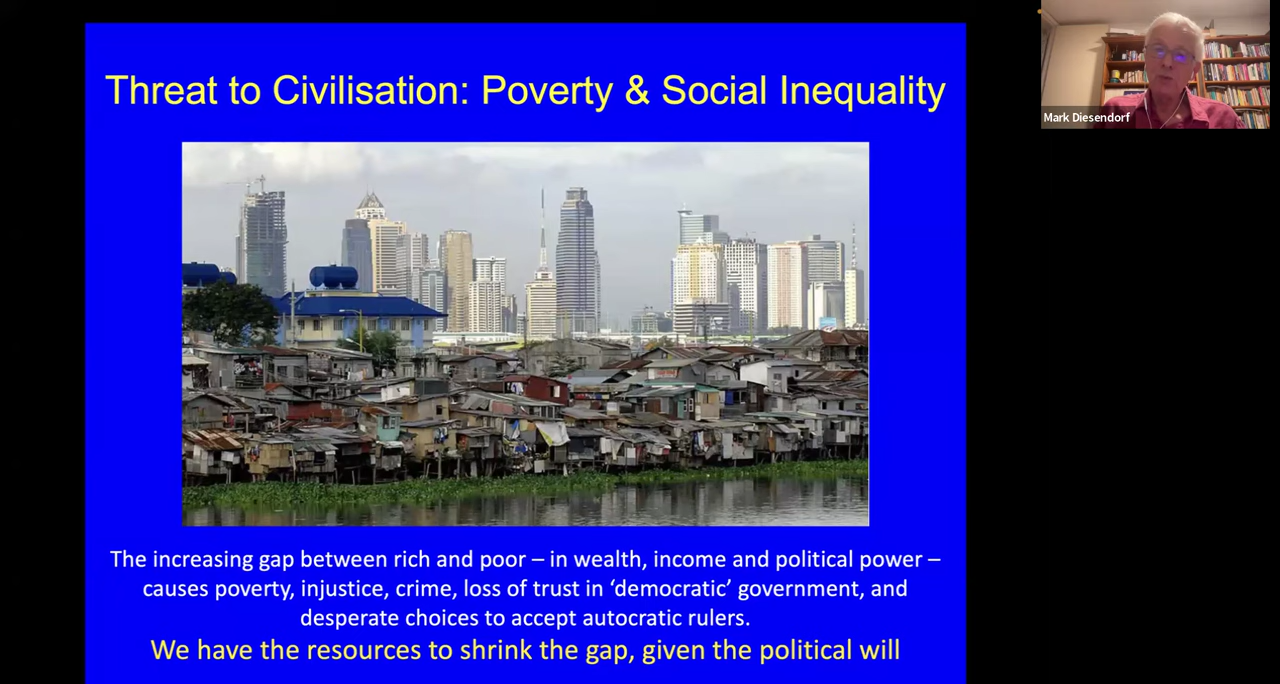 Threat to Civilisation: Poverty & Social Inequality
Mark Diesendorf
The increasing gap between rich and poor – in wealth, income and political power –
causes poverty, injustice, crime, loss of trust in ‘democratic’ government, and
desperate choices to accept autocratic rulers.
We have the resources to shrink the gap, given the political will